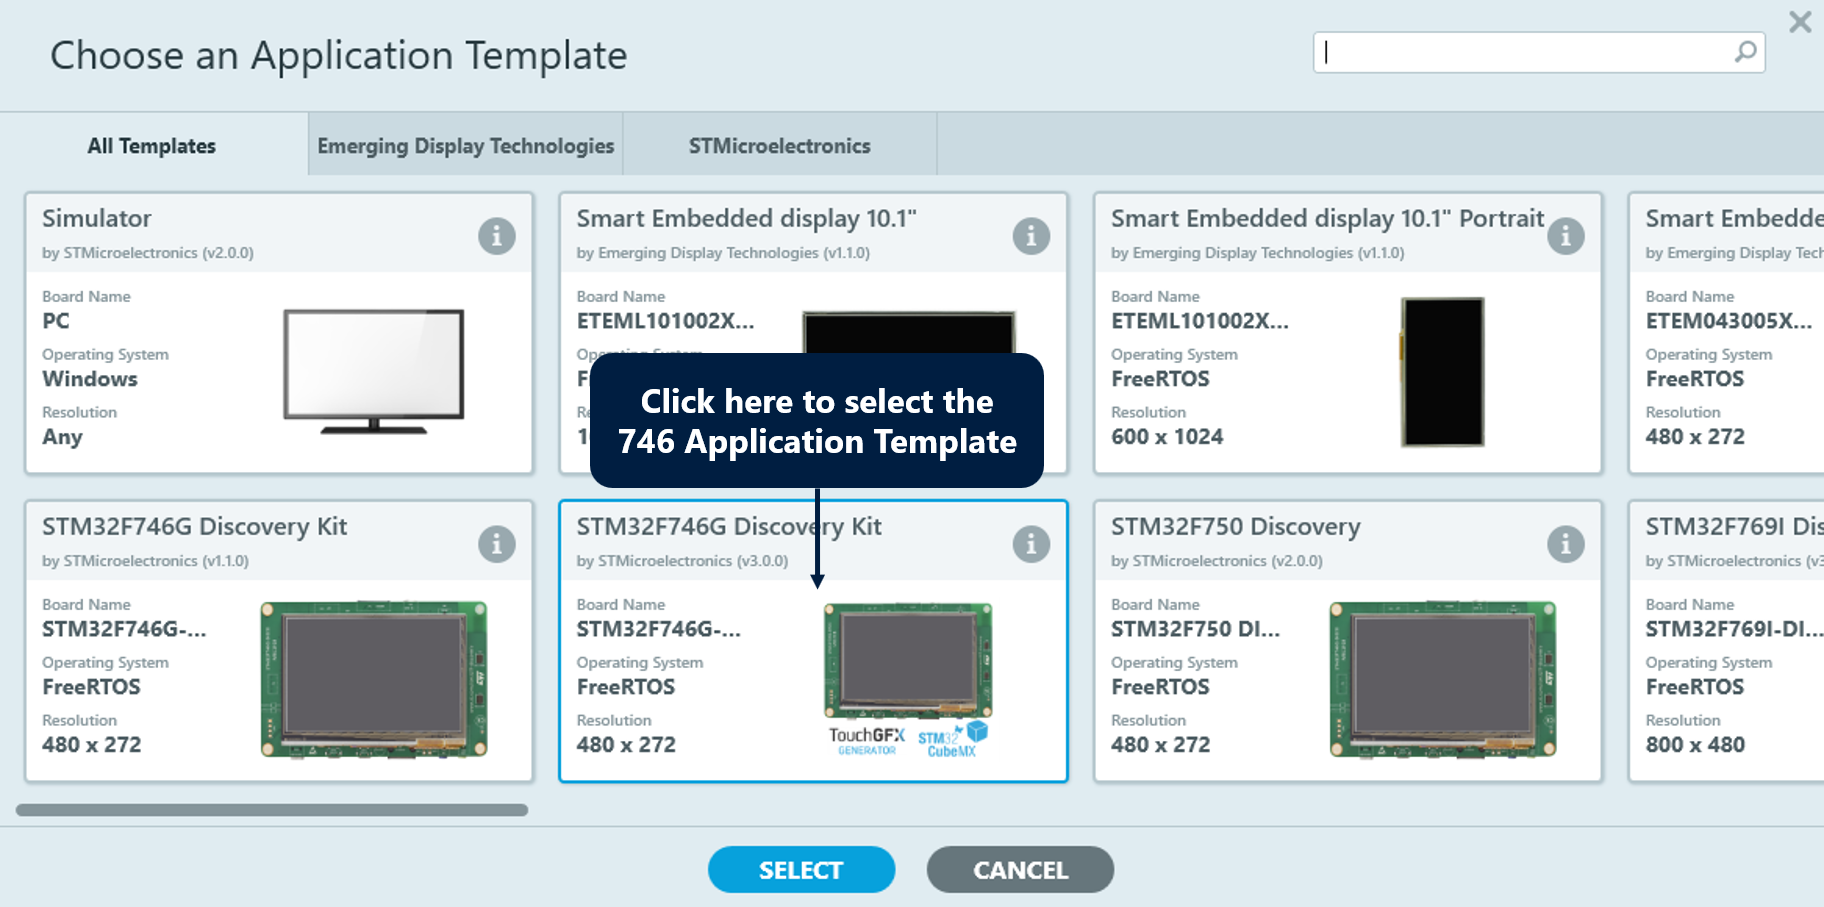 Choose an Application Template
All Templates
Emerging Display Technologies
STMicroelectronics
Simulator
by STMicroelectronics (v2.0.0)
Board Name
PC
Operating System
Windows
Resolution
Any
Smart Embedded display 10.1"
by Emerging Display Technologies (v1.1.0)
Board Name
ETEML101002X...
Click here to select the
746 Application Template
Smart Embedded display 10.1" Portrait
by Emerging Display Technologies (v1.1.0)
Board Name
ETEML101002X...
Operating System
FreeRTOS
Resolution
600 x 1024
Smart Embedde
by Emerging Display Tech
Board Name
ETEM043005X...
Operating System
FreeRTOS
Resolution
480 x 272
STM32F746G Discovery Kit
by STMicroelectronics (v1.1.0)
Board Name
STM32F746G-...
Operating System
FreeRTOS
Resolution
480 x 272
STM32F746G Discovery Kit
by STMicroelectronics (v3.0.0)
Board Name
STM32F746G-...
Operating System
FreeRTOS
Resolution
480 x 272
TouchGFX
GENERATOR
STM32
CubeMX
STM32F750 Discovery
by STMicroelectronics (v2.0.0)
Board Name
STM32F750 DI...
Operating System
FreeRTOS
Resolution
480 x 272
STM32F769I Dis
by STMicroelectronics (v3
Board Name
STM32F769I-DI...
Operating System
FreeRTOS
Resolution
800 x 480
SELECT
CANCEL